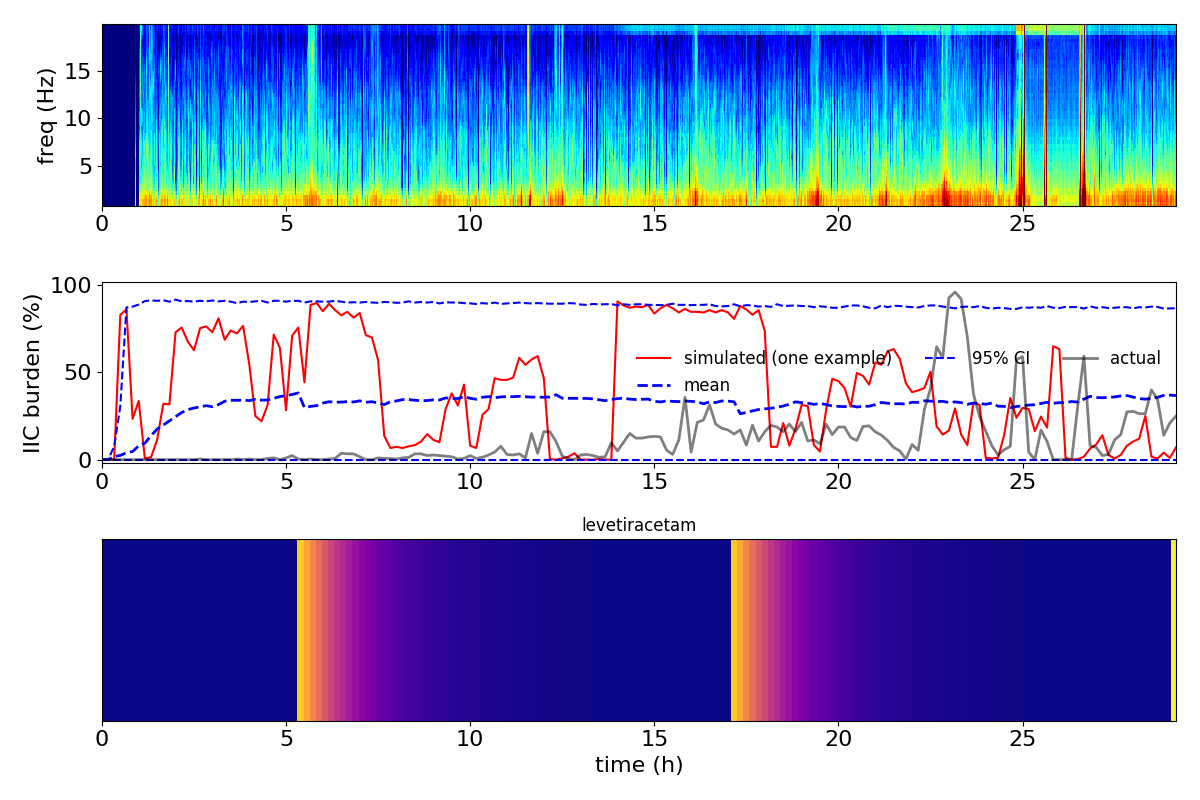 freq (Hz)
15
10
5
0 5 10 15 20 25
IIC burden (%)
100
50
0
simulated (one example)
mean
95% CI
actual
0 5 10 15 20 25
levetiracetam
0 5 10 15 20 25
time (h)